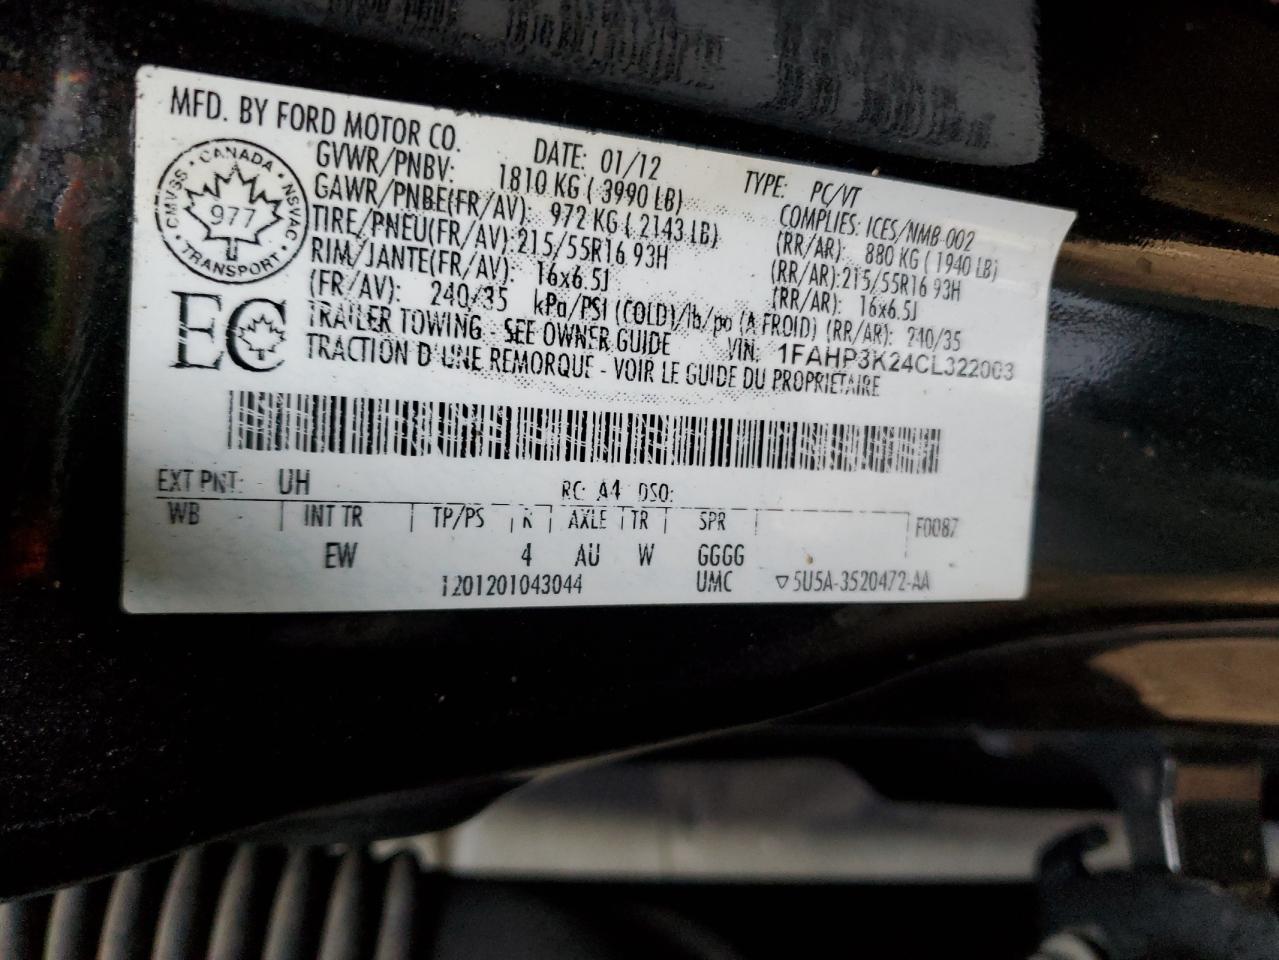 MFD. BY FORD MOTOR CO.
DATE: 01/12 TYPE: PC/VT
GVWR/PNBV: 1810 KG ( 3990 LB) COMPLIES: ICES/NMB-002
GAWR/PNBE(FR/AV): 972 KG ( 2143 LB) (RR/AR): 880 KG ( 1940 LB)
TIRE/PNEU(FR/AV): 215/55R16 93H (RR/AR): 215/55R16 93H
RIM/JANTE(FR/AV): 16x6.5J (RR/AR): 16x6.5J
(FR/AV): 240/35 kPa/PSI (COLD)/lb/po (A FROID) (RR/AR): 240/35
TRAILER TOWING - SEE OWNER GUIDE VIN: 1FAHP3K24CL322003
TRACTION D'UNE REMORQUE - VOIR LE GUIDE DU PROPRIETAIRE
CANADA
CMVSS • NSVAC
977
TRANSPORT
EC
EXT PNT: UH RC: A4 DSO:
WB | INT TR | TP/PS | R | AXLE | TR | SPR F0087
EW 4 AU W GGGG
1201201043044 UMC ▽5U5A-3520472-AA